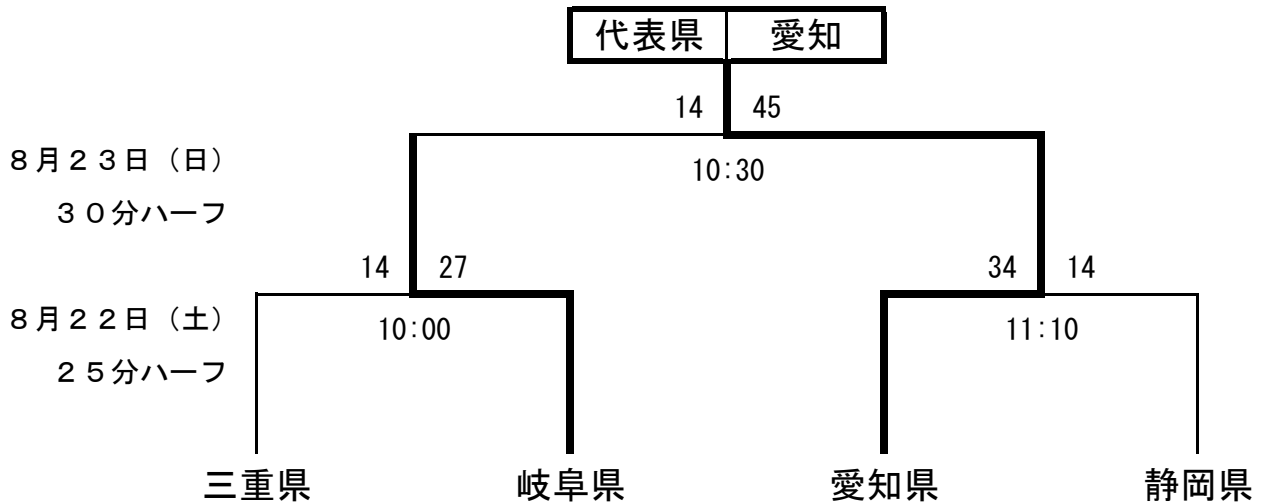 代表県 愛知
14 45
8月23日（日）
10:30
30分ハーフ
14 27 34 14
8月22日（土）
10:00 11:10
25分ハーフ
三重県 岐阜県 愛知県 静岡県